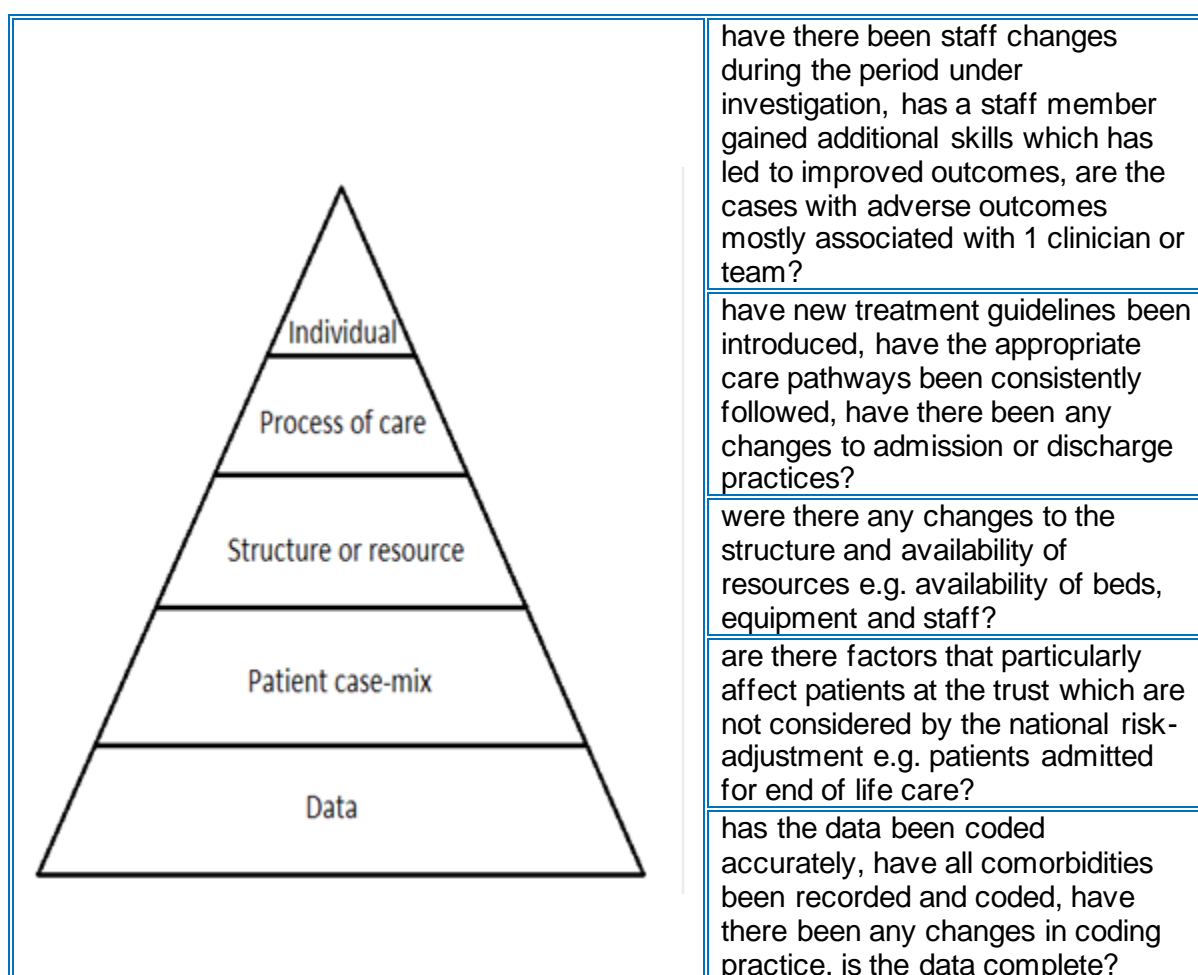 have there been staff changes
during the period under
investigation, has a staff member
gained additional skills which has
led to improved outcomes, are the
cases with adverse outcomes
mostly associated with 1 clinician or
team?
Individual
have new treatment guidelines been
introduced, have the appropriate
care pathways been consistently
followed, have there been any
changes to admission or discharge
practices?
Process of care
were there any changes to the
structure and availability of
resources e.g. availability of beds,
equipment and staff?
Structure or resource
are there factors that particularly
affect patients at the trust which are
not considered by the national risk-
adjustment e.g. patients admitted
for end of life care?
Patient case-mix
has the data been coded
accurately, have all comorbidities
been recorded and coded, have
there been any changes in coding
practice, is the data complete?
Data